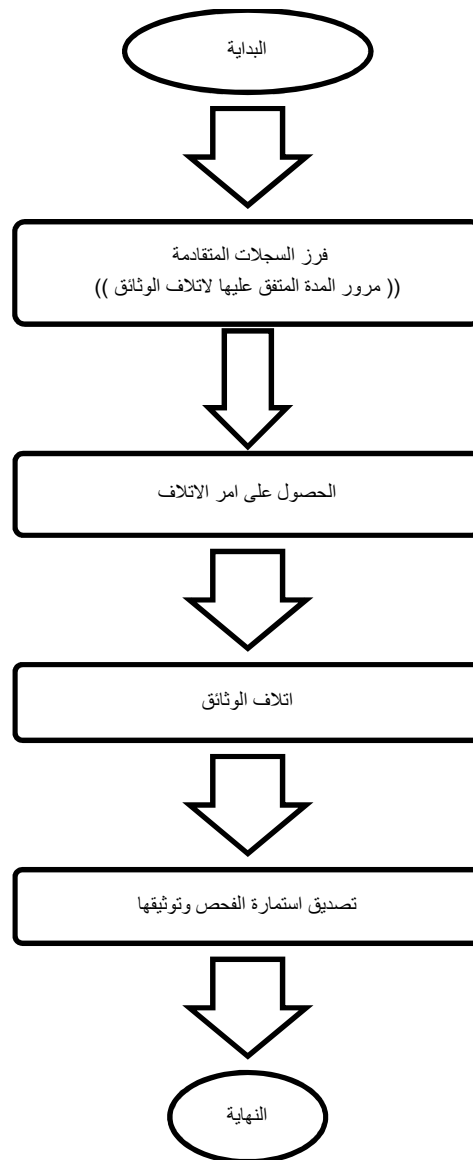 البداية
فرز السجلات المتقادمة
(( مرور المدة المتفق عليها لاتلاف الوثائق ))
الحصول على امر الاتلاف
اتلاف الوثائق
تصديق استمارة الفحص وتوثيقها
النهاية